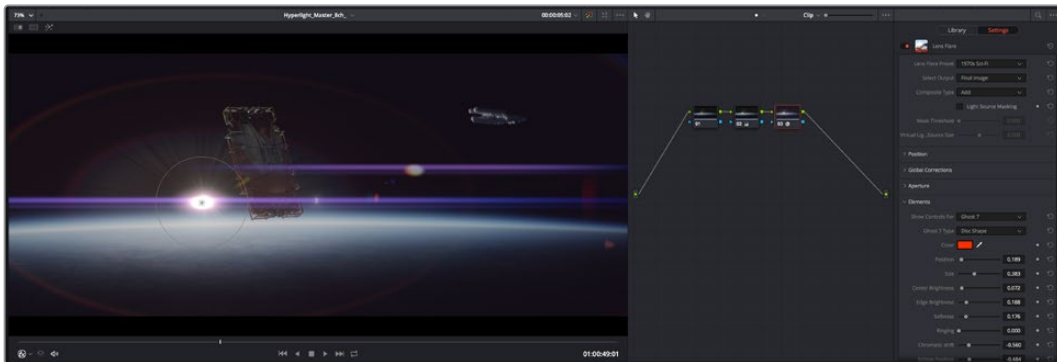 73%
Hyperlight_Master_8ch_
00:00:05:02
Clip
Library
Settings
Lens Flare
Lens Flare Preset 1970s Sci-Fi
Select Output Final Image
Composite Type Add
Light Source Masking
Mask Threshold
Position
Global Corrections
Aperture
Elements
Show Controls For Ghost 7
Ghost 7 Type Disc Shape
Color
Position 0.189
Size 0.383
Center Brightness 0.072
Edge Brightness 0.188
Softness 0.176
Ringing 0.000
Chromatic Shift -0.560
01:00:49:01